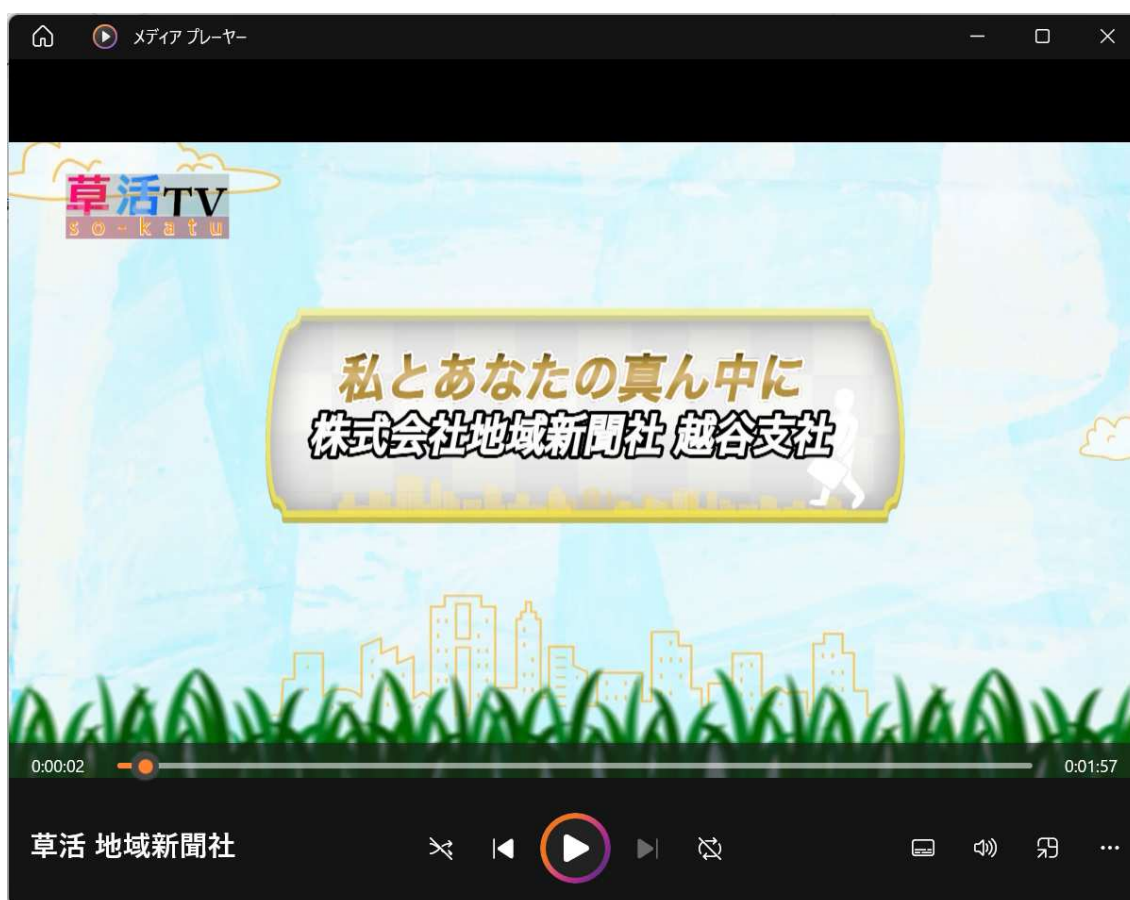 メディア プレーヤー
草活TV
so-katu
私とあなたの真ん中に
株式会社地域新聞社 越谷支社
0:00:02
0:01:57
草活 地域新聞社